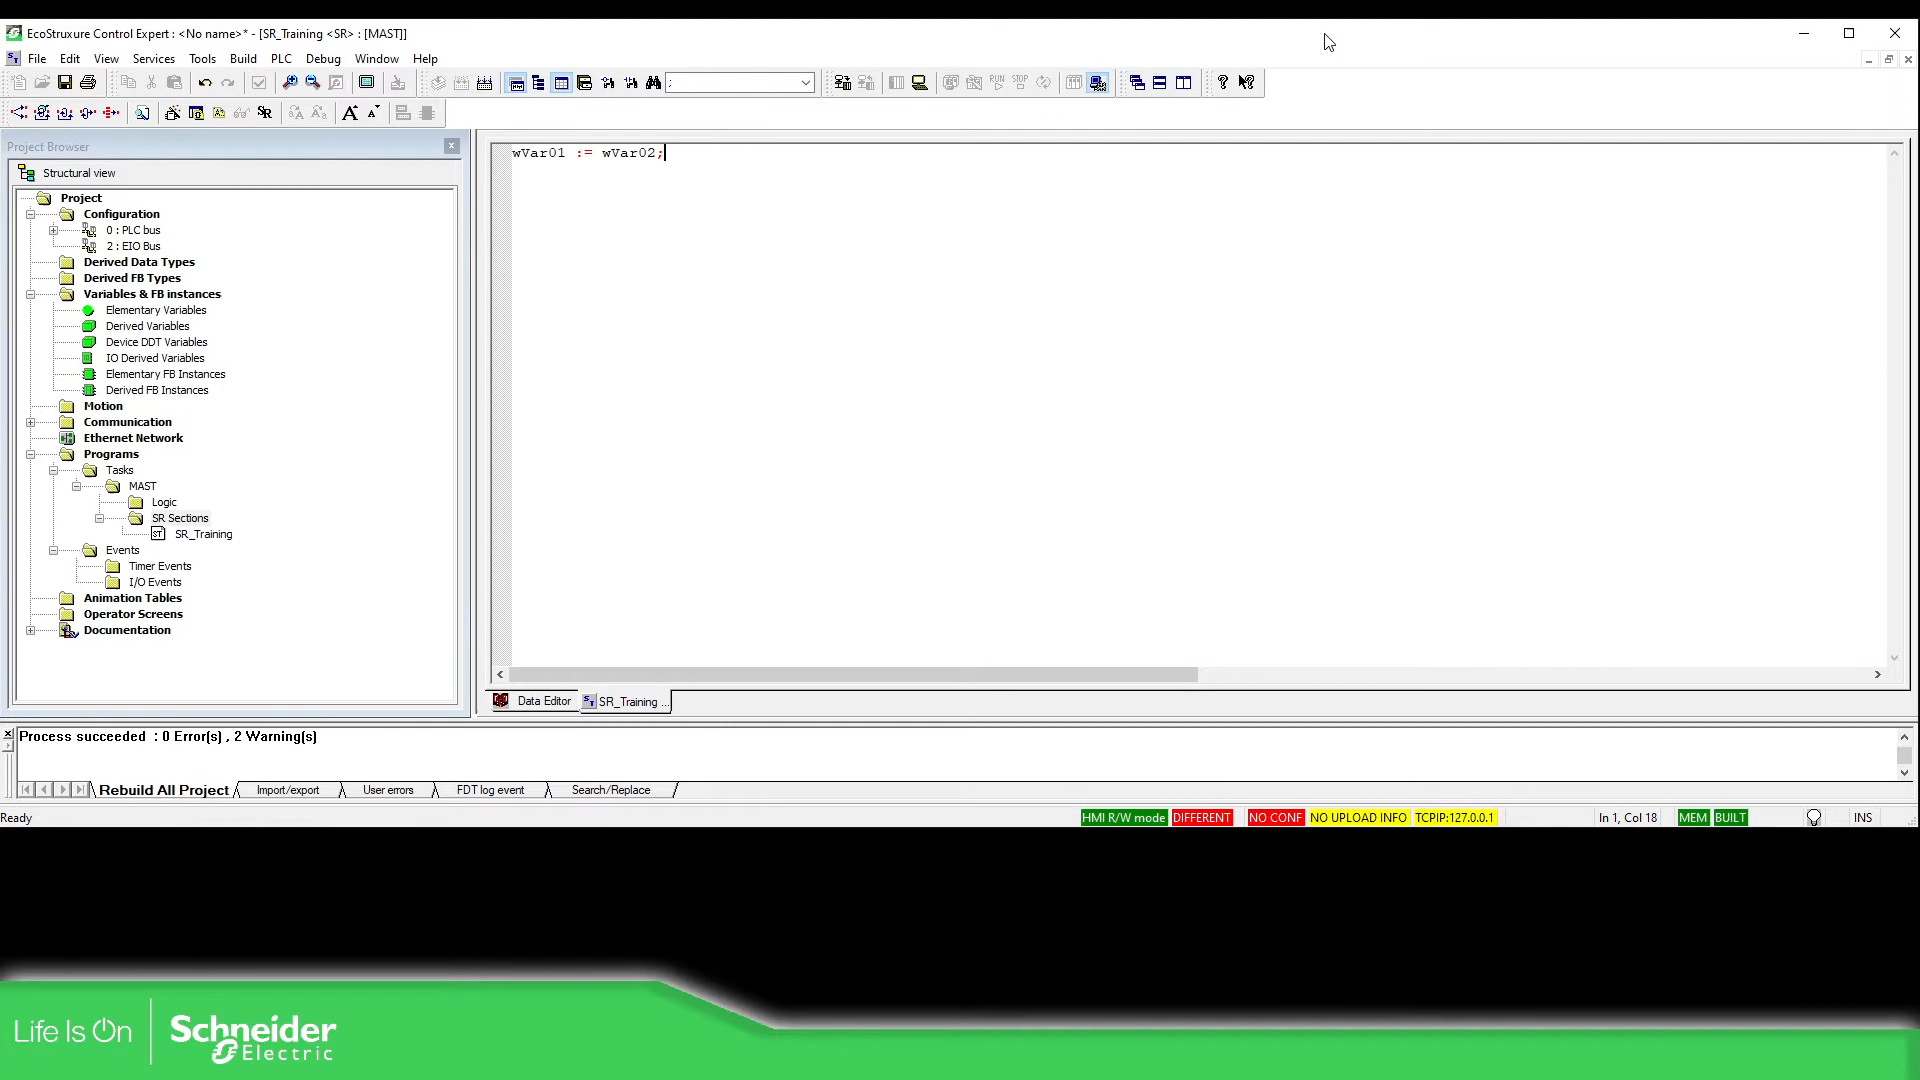 EcoStruxure Control Expert : <No name>* - [SR_Training <SR> : [MAST]]
File Edit View Services Tools Build PLC Debug Window Help
;
RUN STOP
SR A A
Project Browser
Structural view
Project
Configuration
0 : PLC bus
2 : EIO Bus
Derived Data Types
Derived FB Types
Variables & FB instances
Elementary Variables
Derived Variables
Device DDT Variables
IO Derived Variables
Elementary FB Instances
Derived FB Instances
Motion
Communication
Ethernet Network
Programs
Tasks
MAST
Logic
SR Sections
ST SR_Training
Events
Timer Events
I/O Events
Animation Tables
Operator Screens
Documentation
wVar01 := wVar02;
Data Editor SR_Training ...
Process succeeded : 0 Error(s) , 2 Warning(s)
Rebuild All Project Import/export User errors FDT log event Search/Replace
Ready HMI R/W mode DIFFERENT NO CONF NO UPLOAD INFO TCPIP:127.0.0.1 ln 1, Col 18 MEM BUILT INS
Life Is On Schneider Electric